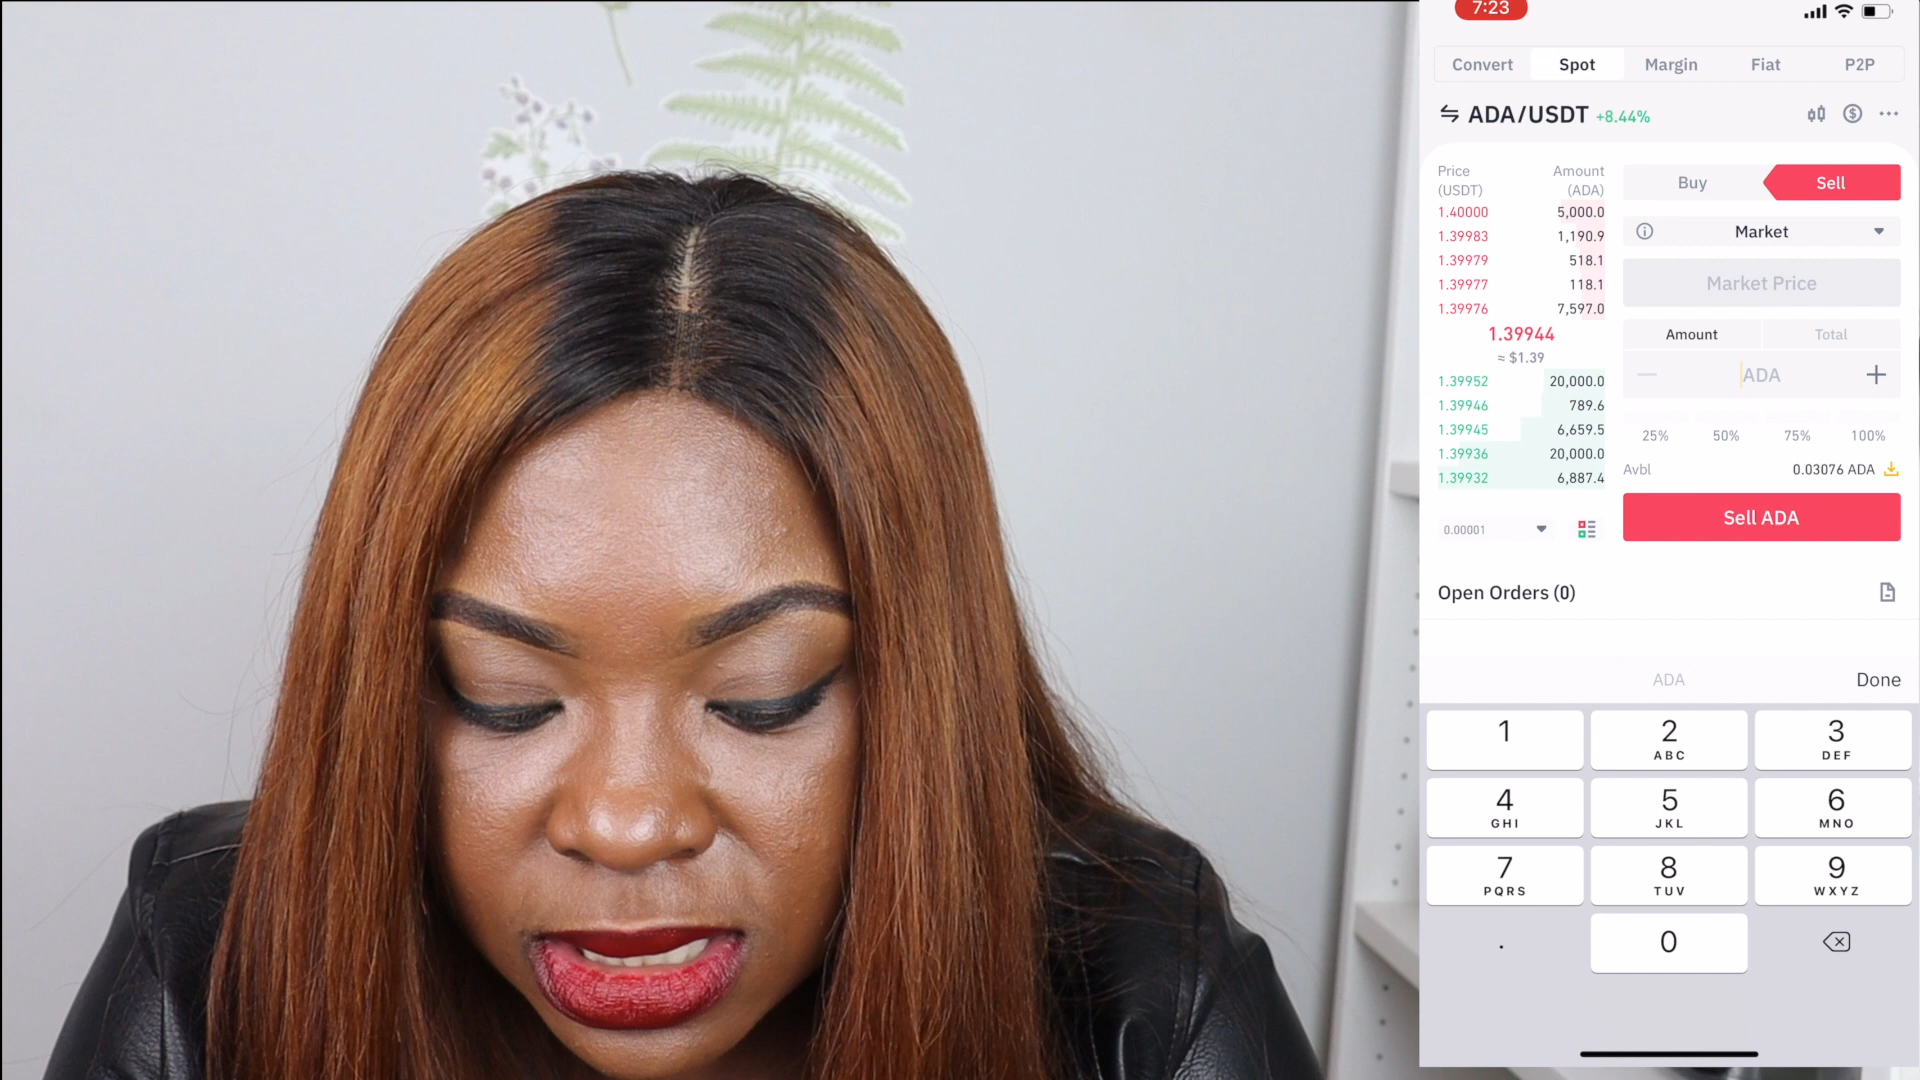 7:23
Convert Spot Margin Fiat P2P
ADA/USDT +8.44%
Price (USDT) Amount (ADA)
1.40000 5,000.0
1.39983 1,190.9
1.39979 518.1
1.39977 118.1
1.39976 7,597.0
1.39944
≈ $1.39
1.39952 20,000.0
1.39946 789.6
1.39945 6,659.5
1.39936 20,000.0
1.39932 6,887.4
0.00001
Buy Sell
Market
Market Price
Amount Total
ADA
25% 50% 75% 100%
Avbl 0.03076 ADA
Sell ADA
Open Orders (0)
ADA Done
1 2 ABC 3 DEF
4 GHI 5 JKL 6 MNO
7 PQRS 8 TUV 9 WXYZ
. 0